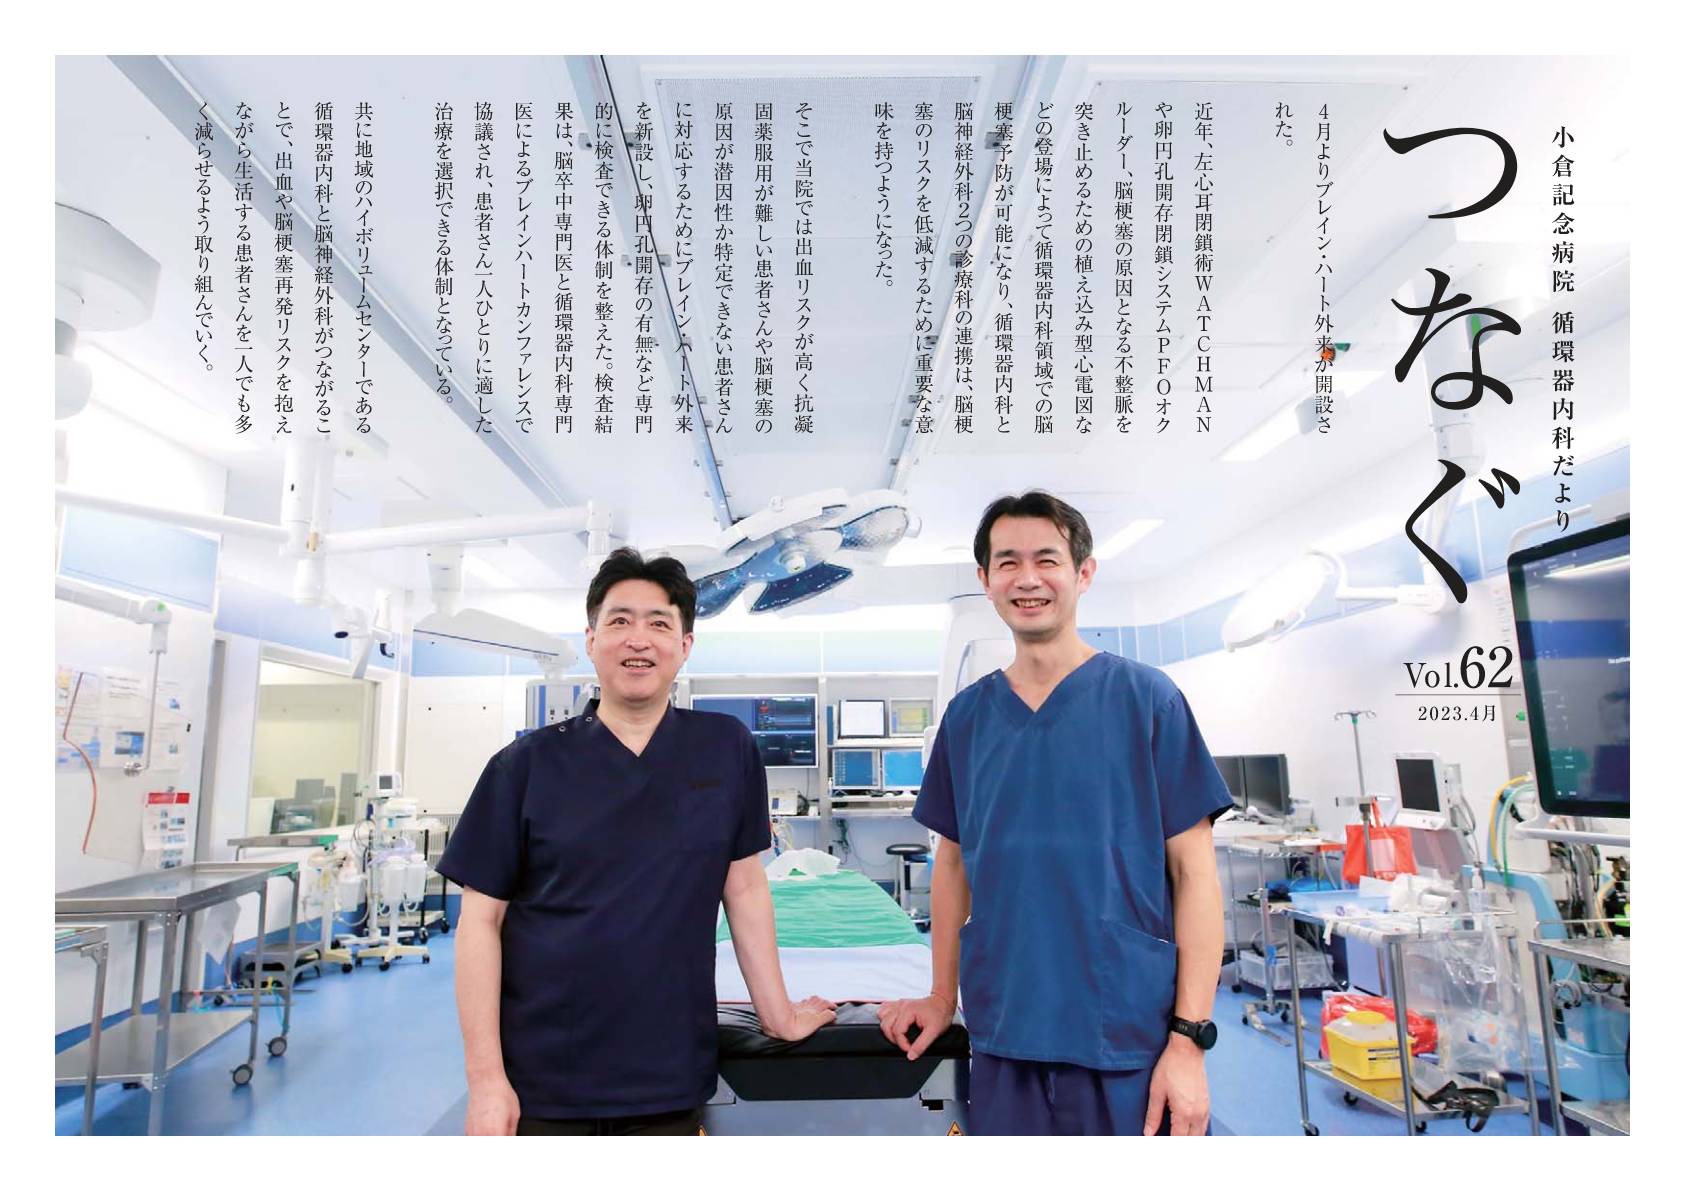 小倉記念病院 循環器内科だより
つなぐ
Vol.62
2023.4月
4月よりブレイン・ハート外来が開設さ
れた。
近年、左心耳閉鎖術WATCHMAN
や卵円孔開存閉鎖システムPFOオク
ルーダー、脳梗塞の原因となる不整脈を
突き止めるための植え込み型心電図な
どの登場によって循環器内科領域での脳
梗塞予防が可能になり、循環器内科と
脳神経外科2つの診療科の連携は、脳梗
塞のリスクを低減するために重要な意
味を持つようになった。
そこで当院では出血リスクが高く抗凝
固薬服用が難しい患者さんや脳梗塞の
原因が潜因性か特定できない患者さん
に対応するためにブレイン・ハート外来
を新設し、卵円孔開存の有無など専門
的に検査できる体制を整えた。検査結
果は、脳卒中専門医と循環器内科専門
医によるブレインハートカンファレンスで
協議され、患者さん一人ひとりに適した
治療を選択できる体制となっている。
共に地域のハイボリュームセンターである
循環器内科と脳神経外科がつながるこ
とで、出血や脳梗塞再発リスクを抱え
ながら生活する患者さんを一人でも多
く減らせるよう取り組んでいく。